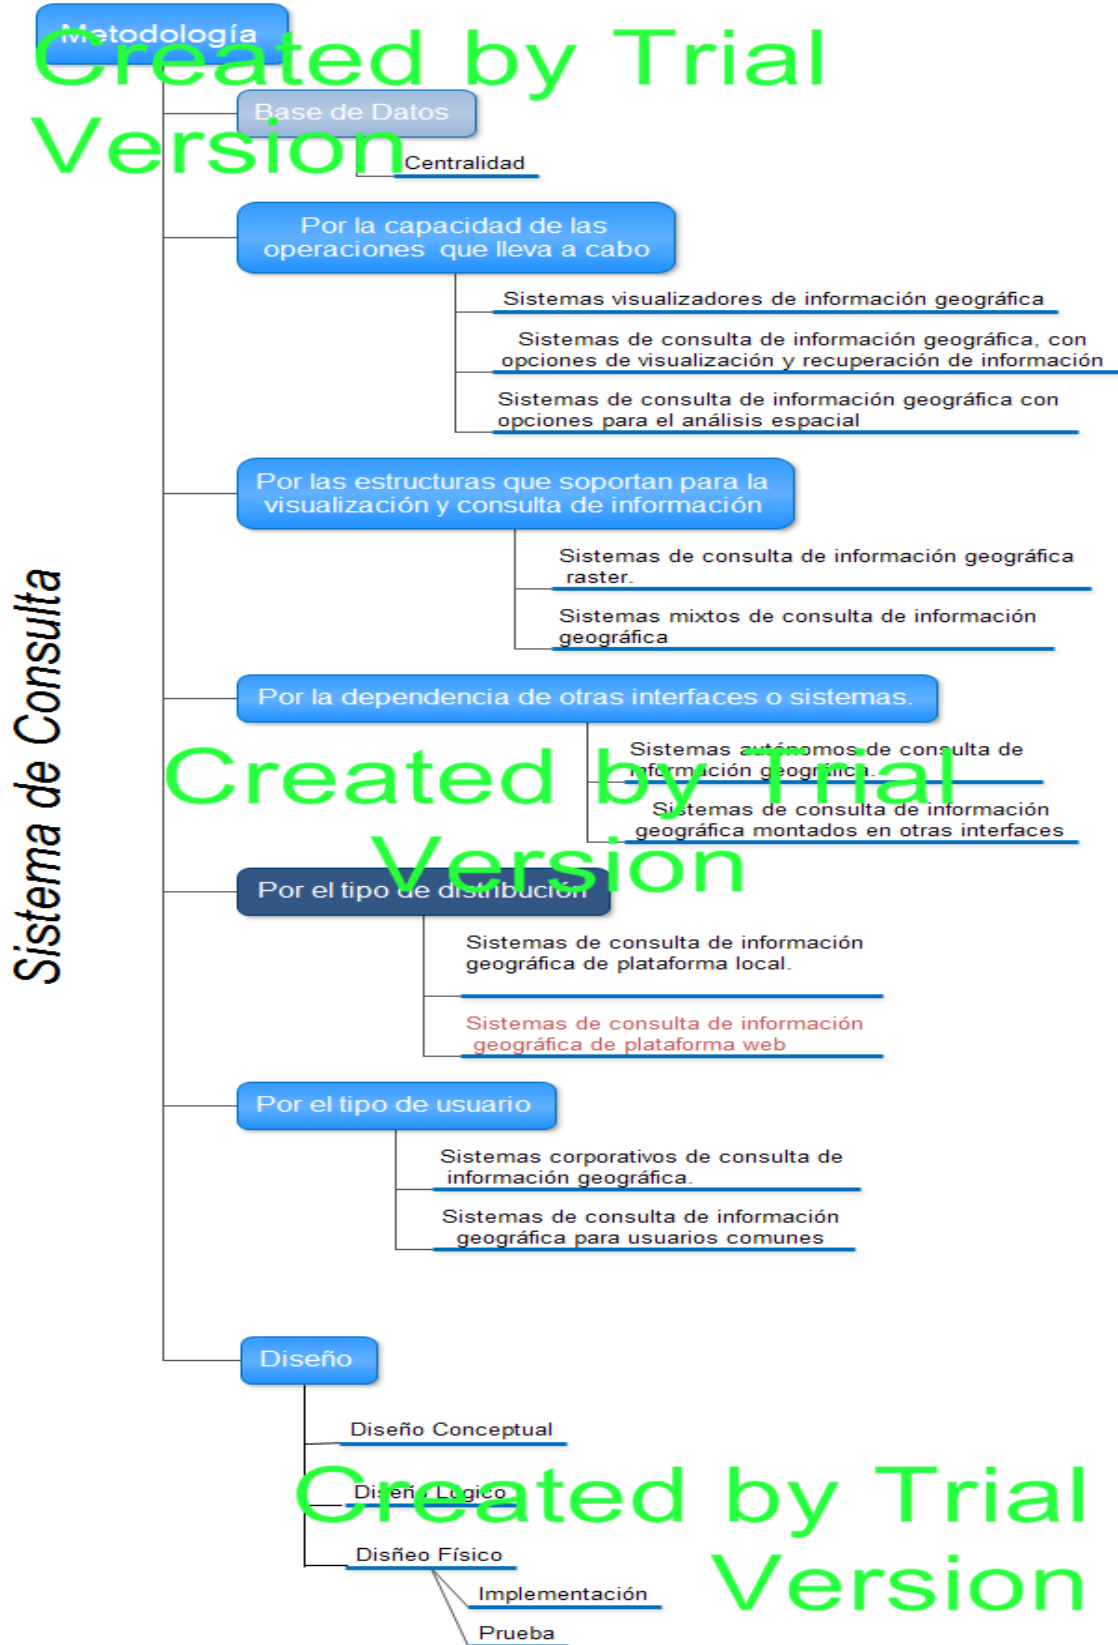 Metodología
Created by Trial
Version
Base de Datos
Centralidad
Por la capacidad de las
operaciones que lleva a cabo
Sistemas visualizadores de información geográfica
Sistemas de consulta de información geográfica, con
opciones de visualización y recuperación de información
Sistemas de consulta de información geográfica con
opciones para el análisis espacial
Por las estructuras que soportan para la
visualización y consulta de información
Sistemas de consulta de información geográfica
raster.
Sistemas mixtos de consulta de información
geográfica
Sistema de Consulta
Por la dependencia de otras interfaces o sistemas.
Sistemas autónomos de consulta de
información geográfica.
Created by Trial
Version
Sistemas de consulta de información
geográfica montados en otras interfaces
Por el tipo de distribución
Sistemas de consulta de información
geográfica de plataforma local.
Sistemas de consulta de información
geográfica de plataforma web
Por el tipo de usuario
Sistemas corporativos de consulta de
información geográfica.
Sistemas de consulta de información
geográfica para usuarios comunes
Diseño
Diseño Conceptual
Diseño Lógico
Created by Trial
Version
Disñeo Físico
Implementación
Prueba